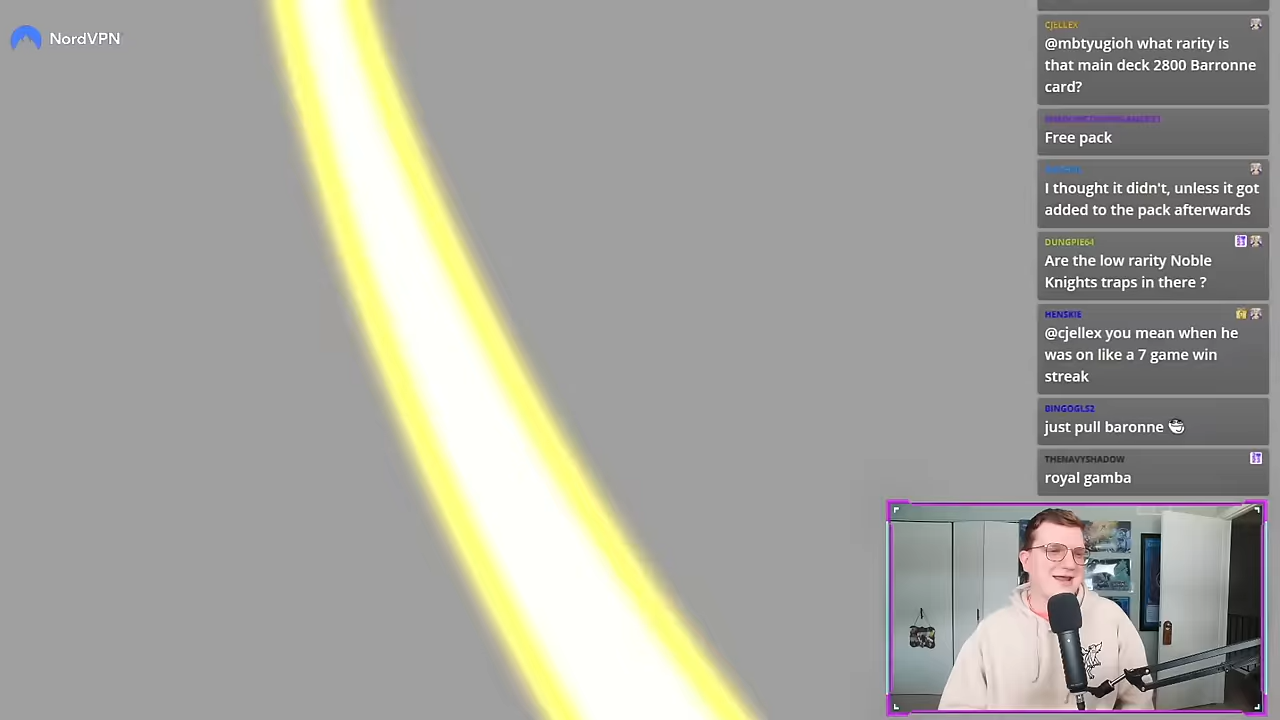 NordVPN
CJELLEX
@mbtyugioh what rarity is
that main deck 2800 Barronne
card?
Free pack
I thought it didn't, unless it got
added to the pack afterwards
DUNGPIE64
Are the low rarity Noble
Knights traps in there ?
HENSKIE
@cjellex you mean when he
was on like a 7 game win
streak
BINGOGLS2
just pull baronne
THENAVYSHADOW
royal gamba